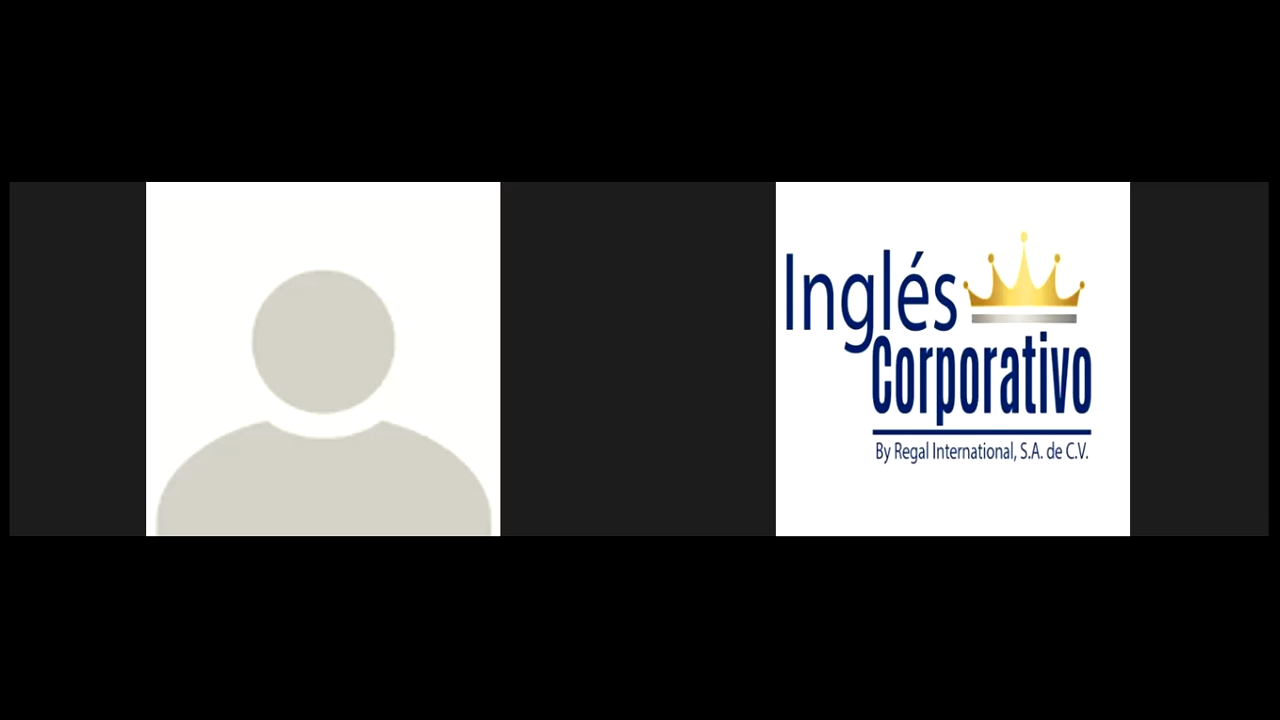 Inglés
Corporativo
By Regal International, S.A. de C.V.